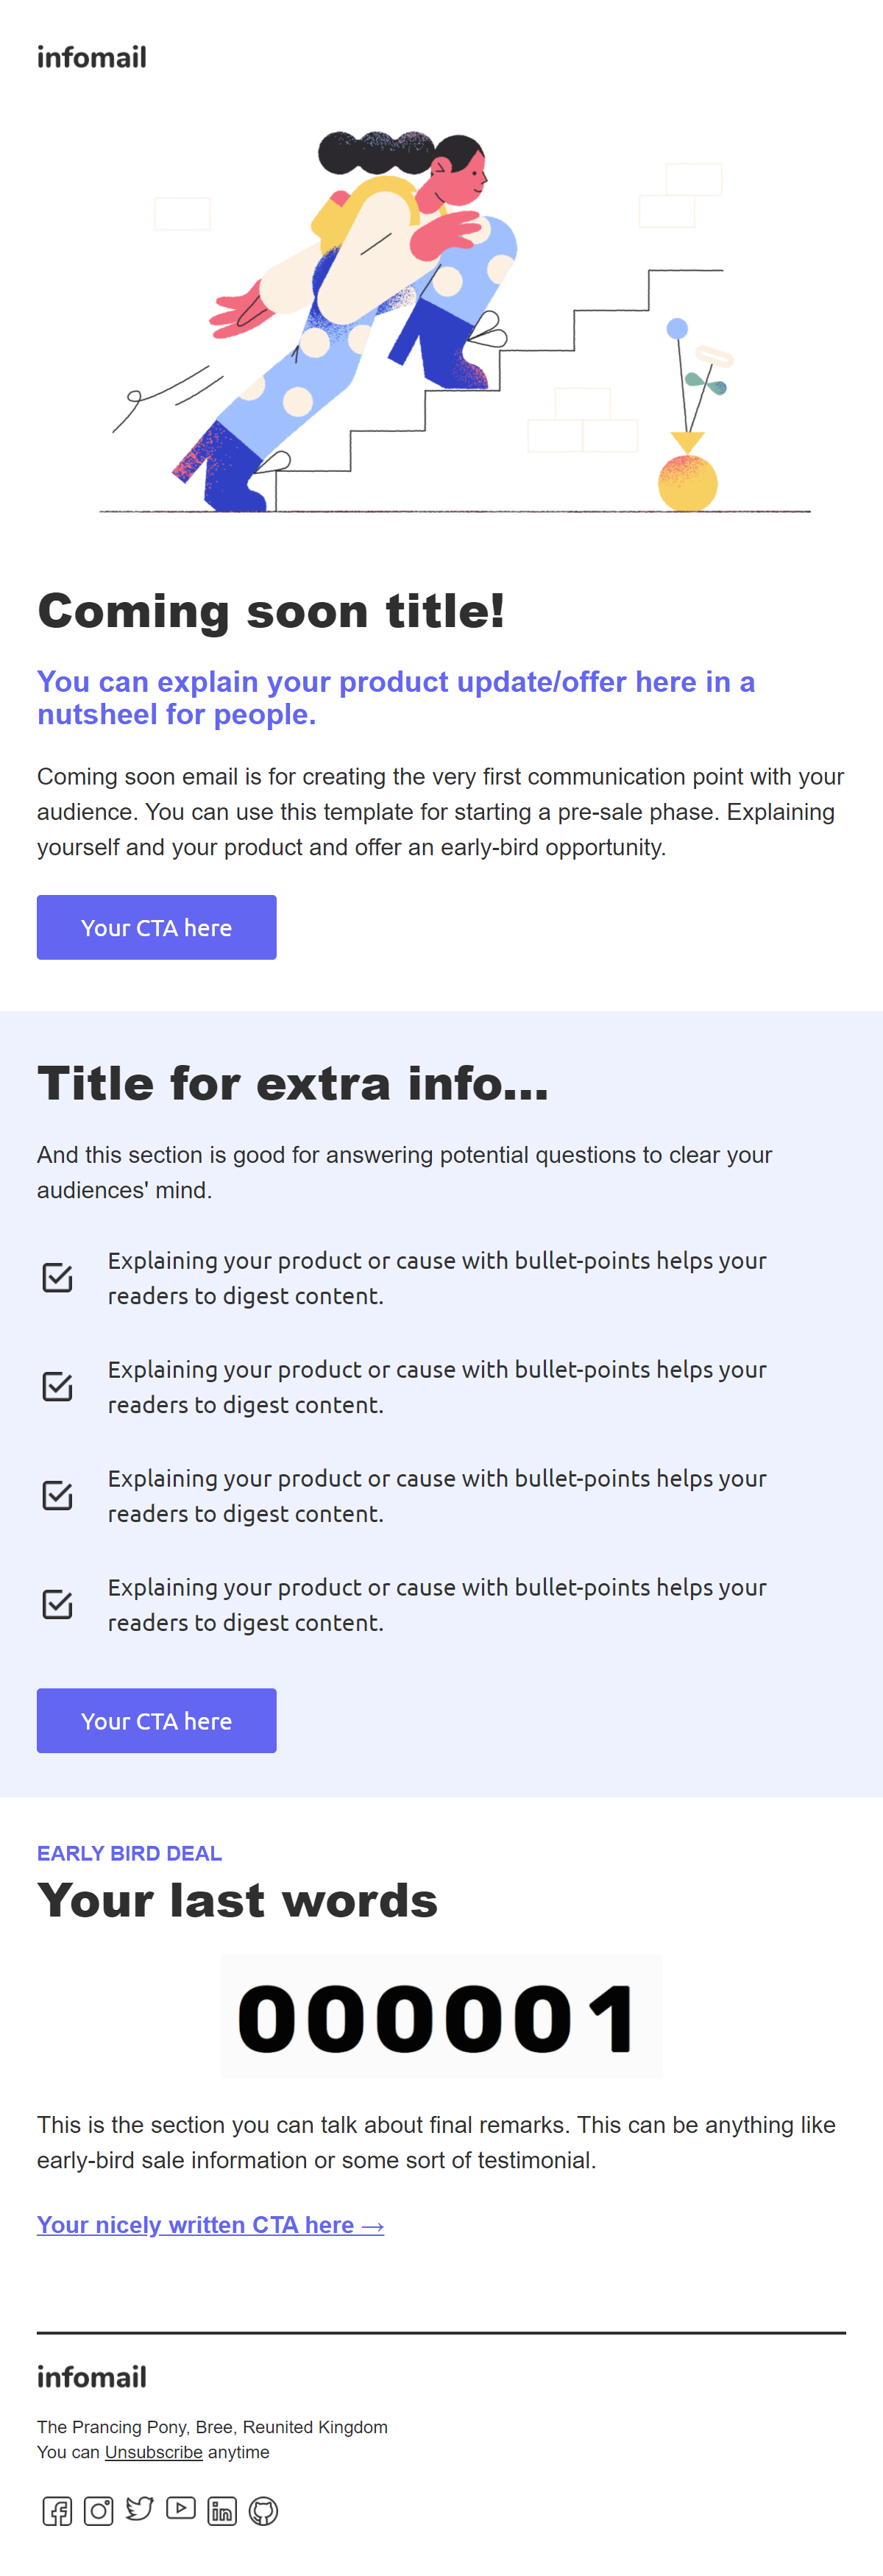 infomail
Coming soon title!
You can explain your product update/offer here in a
nutsheel for people.
Coming soon email is for creating the very first communication point with your
audience. You can use this template for starting a pre-sale phase. Explaining
yourself and your product and offer an early-bird opportunity.
Your CTA here
Title for extra info...
And this section is good for answering potential questions to clear your
audiences' mind.
Explaining your product or cause with bullet-points helps your
readers to digest content.
Explaining your product or cause with bullet-points helps your
readers to digest content.
Explaining your product or cause with bullet-points helps your
readers to digest content.
Explaining your product or cause with bullet-points helps your
readers to digest content.
Your CTA here
EARLY BIRD DEAL
Your last words
000001
This is the section you can talk about final remarks. This can be anything like
early-bird sale information or some sort of testimonial.
Your nicely written CTA here →
infomail
The Prancing Pony, Bree, Reunited Kingdom
You can Unsubscribe anytime